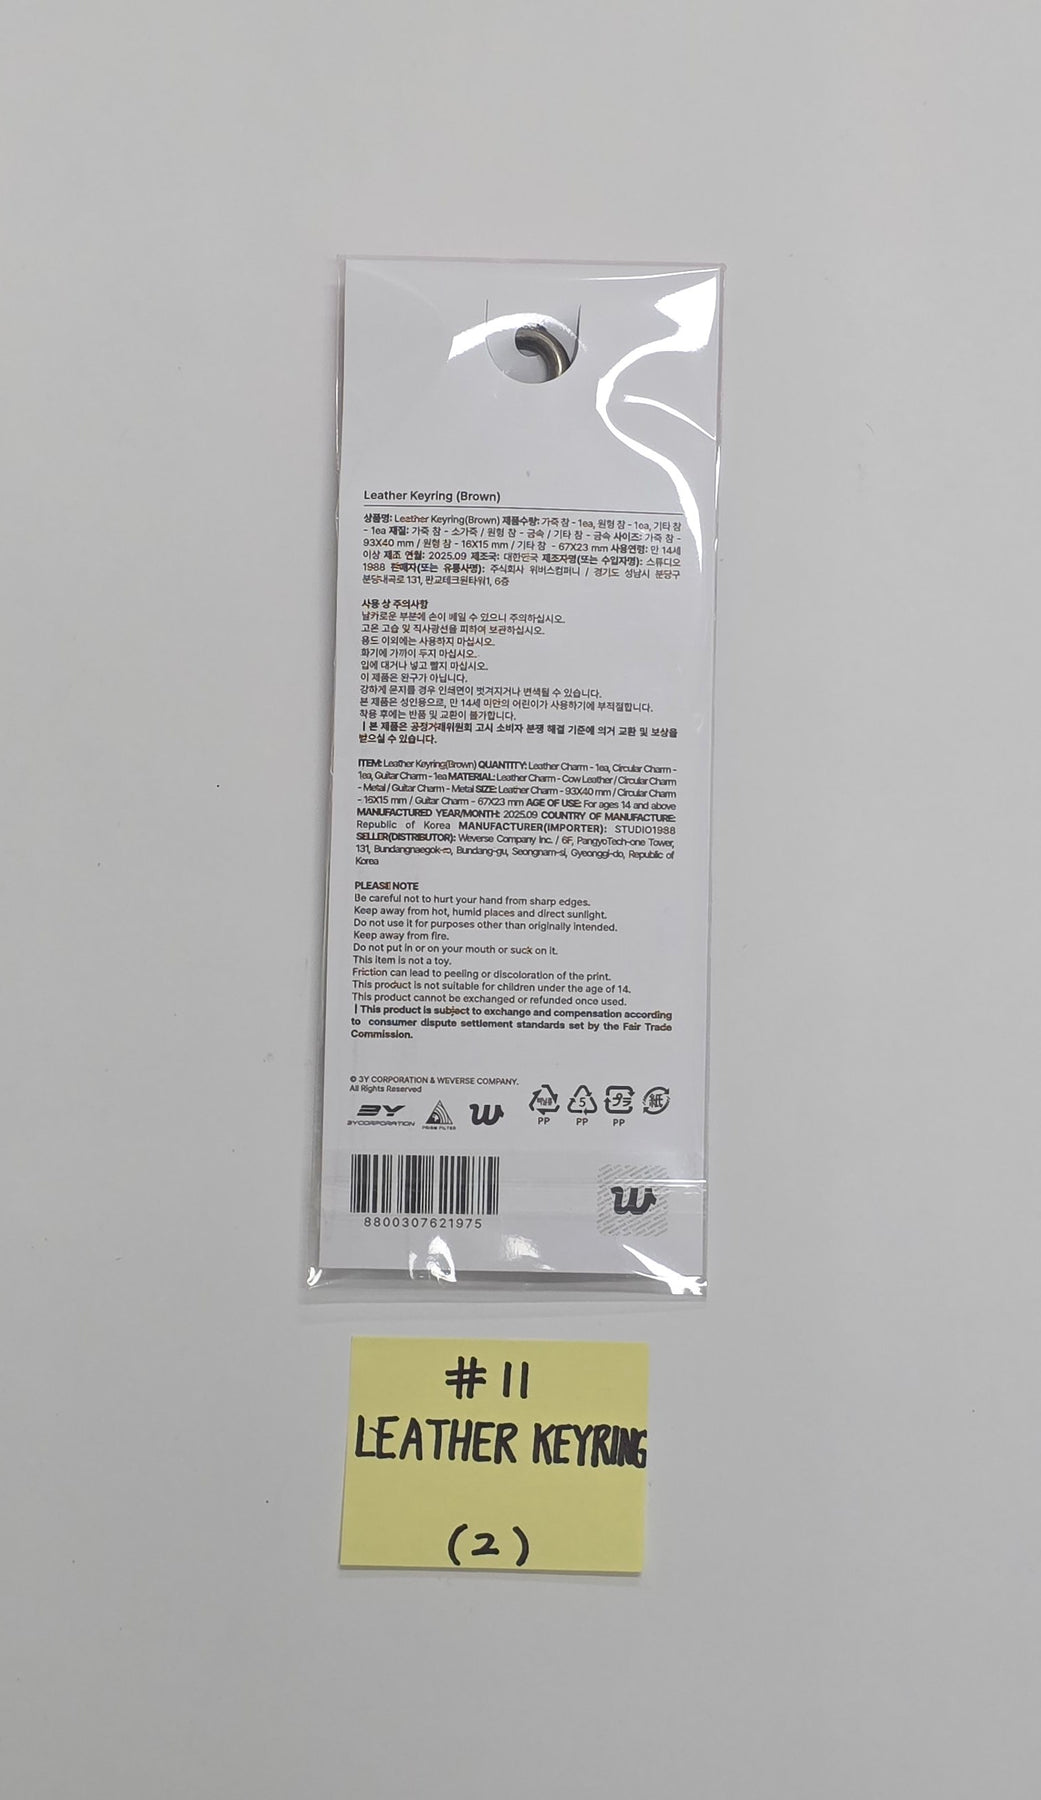 Leather Keyring (Brown)
상품명: Leather Keyring(Brown) 제품수량: 가죽 참 - 1ea, 원형 참 - 1ea, 기타 참
- 1ea 재질: 가죽 참 - 소가죽 / 원형 참 - 금속 / 기타 참 - 금속 사이즈: 가죽 참 -
93X40 mm / 원형 참 - 16X15 mm / 기타 참 - 67X23 mm 사용연령: 만 14세
이상 제조 연월: 2025.09 제조국: 대한민국 제조자명(또는 수입자명): 스튜디오
1988 판매자(또는 유통사명): 주식회사 위버스컴퍼니 / 경기도 성남시 분당구
분당내곡로 131, 판교테크원타워1, 6층
사용 상 주의사항
날카로운 부분에 손이 베일 수 있으니 주의하십시오.
고온 고습 및 직사광선을 피하여 보관하십시오.
용도 이외에는 사용하지 마십시오.
화기에 가까이 두지 마십시오.
입에 대거나 넣고 빨지 마십시오.
이 제품은 완구가 아닙니다.
강하게 문지를 경우 인쇄면이 벗겨지거나 변색될 수 있습니다.
본 제품은 성인용으로, 만 14세 미만의 어린이가 사용하기에 부적절합니다.
착용 후에는 반품 및 교환이 불가합니다.
| 본 제품은 공정거래위원회 고시 소비자 분쟁 해결 기준에 의거 교환 및 보상을
받으실 수 있습니다.
ITEM: Leather Keyring(Brown) QUANTITY: Leather Charm - 1ea, Circular Charm -
1ea, Guitar Charm - 1ea MATERIAL: Leather Charm - Cow Leather / Circular Charm
- Metal / Guitar Charm - Metal SIZE: Leather Charm - 93X40 mm / Circular Charm
- 16X15 mm / Guitar Charm - 67X23 mm AGE OF USE: For ages 14 and above
MANUFACTURED YEAR/MONTH: 2025.09 COUNTRY OF MANUFACTURE:
Republic of Korea MANUFACTURER(IMPORTER): STUDIO1988
SELLER(DISTRIBUTOR): Weverse Company Inc. / 6F, PangyoTech-one Tower,
131, Bundangnaegok-ro, Bundang-gu, Seongnam-si, Gyeonggi-do, Republic of
Korea
PLEASE NOTE
Be careful not to hurt your hand from sharp edges.
Keep away from hot, humid places and direct sunlight.
Do not use it for purposes other than originally intended.
Keep away from fire.
Do not put in or on your mouth or suck on it.
This item is not a toy.
Friction can lead to peeling or discoloration of the print.
This product is not suitable for children under the age of 14.
This product cannot be exchanged or refunded once used.
| This product is subject to exchange and compensation according
to consumer dispute settlement standards set by the Fair Trade
Commission.
© 3Y CORPORATION & WEVERSE COMPANY.
All Rights Reserved
3Y
3YCORPORATION
PRISM FILTER
w
비닐류
PP
5
PP
プラ
PP
紙
8800307621975
w
#11
LEATHER KEYRING
(2)